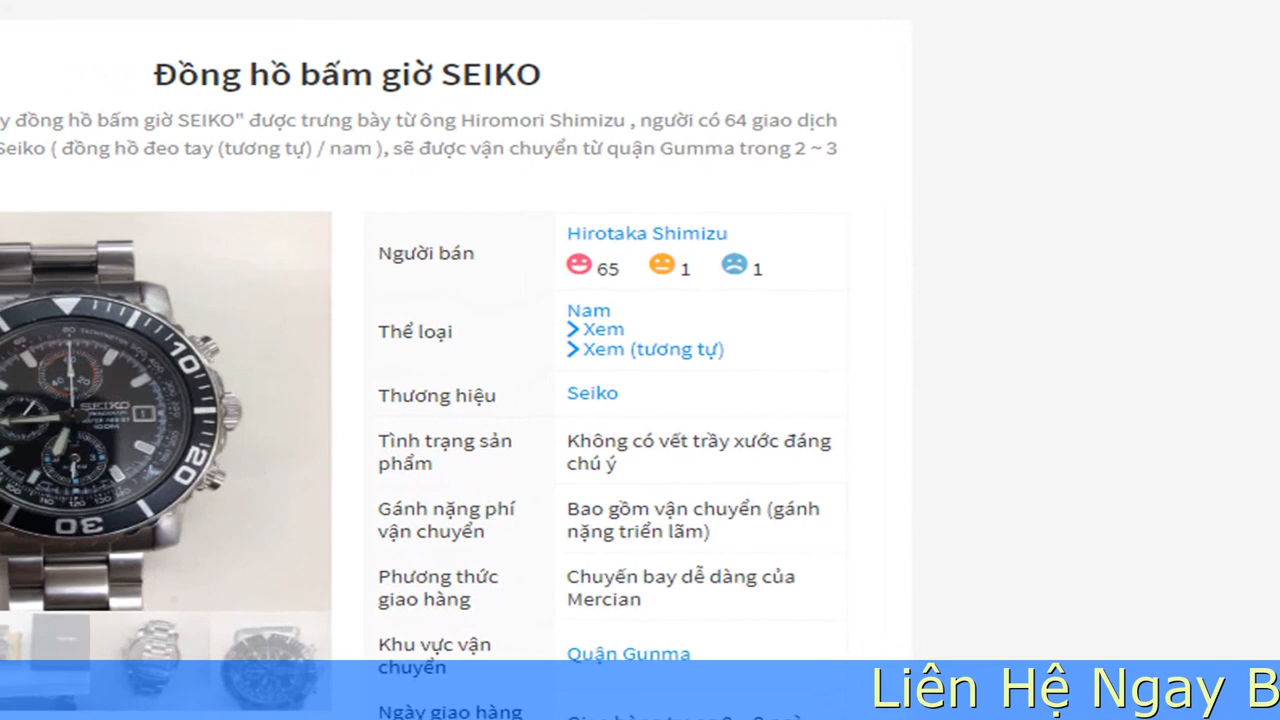 Đồng hồ bấm giờ SEIKO
y đồng hồ bấm giờ SEIKO” được trưng bày từ ông Hiromori Shimizu , người có 64 giao dịch
Seiko ( đồng hồ đeo tay (tương tự) / nam ), sẽ được vận chuyển từ quận Gumma trong 2 ~ 3
Người bán
Hirotaka Shimizu
65 1 1
Thể loại
Nam
Xem
Xem (tương tự)
Thương hiệu
Seiko
Tình trạng sản
phẩm
Không có vết trầy xước đáng
chú ý
Gánh nặng phí
vận chuyển
Bao gồm vận chuyển (gánh
nặng triển lãm)
Phương thức
giao hàng
Chuyến bay dễ dàng của
Mercian
Khu vực vận
chuyển
Quận Gunma
Ngày giao hàng
SEIKO
10
20
30
Liên Hệ Ngay B